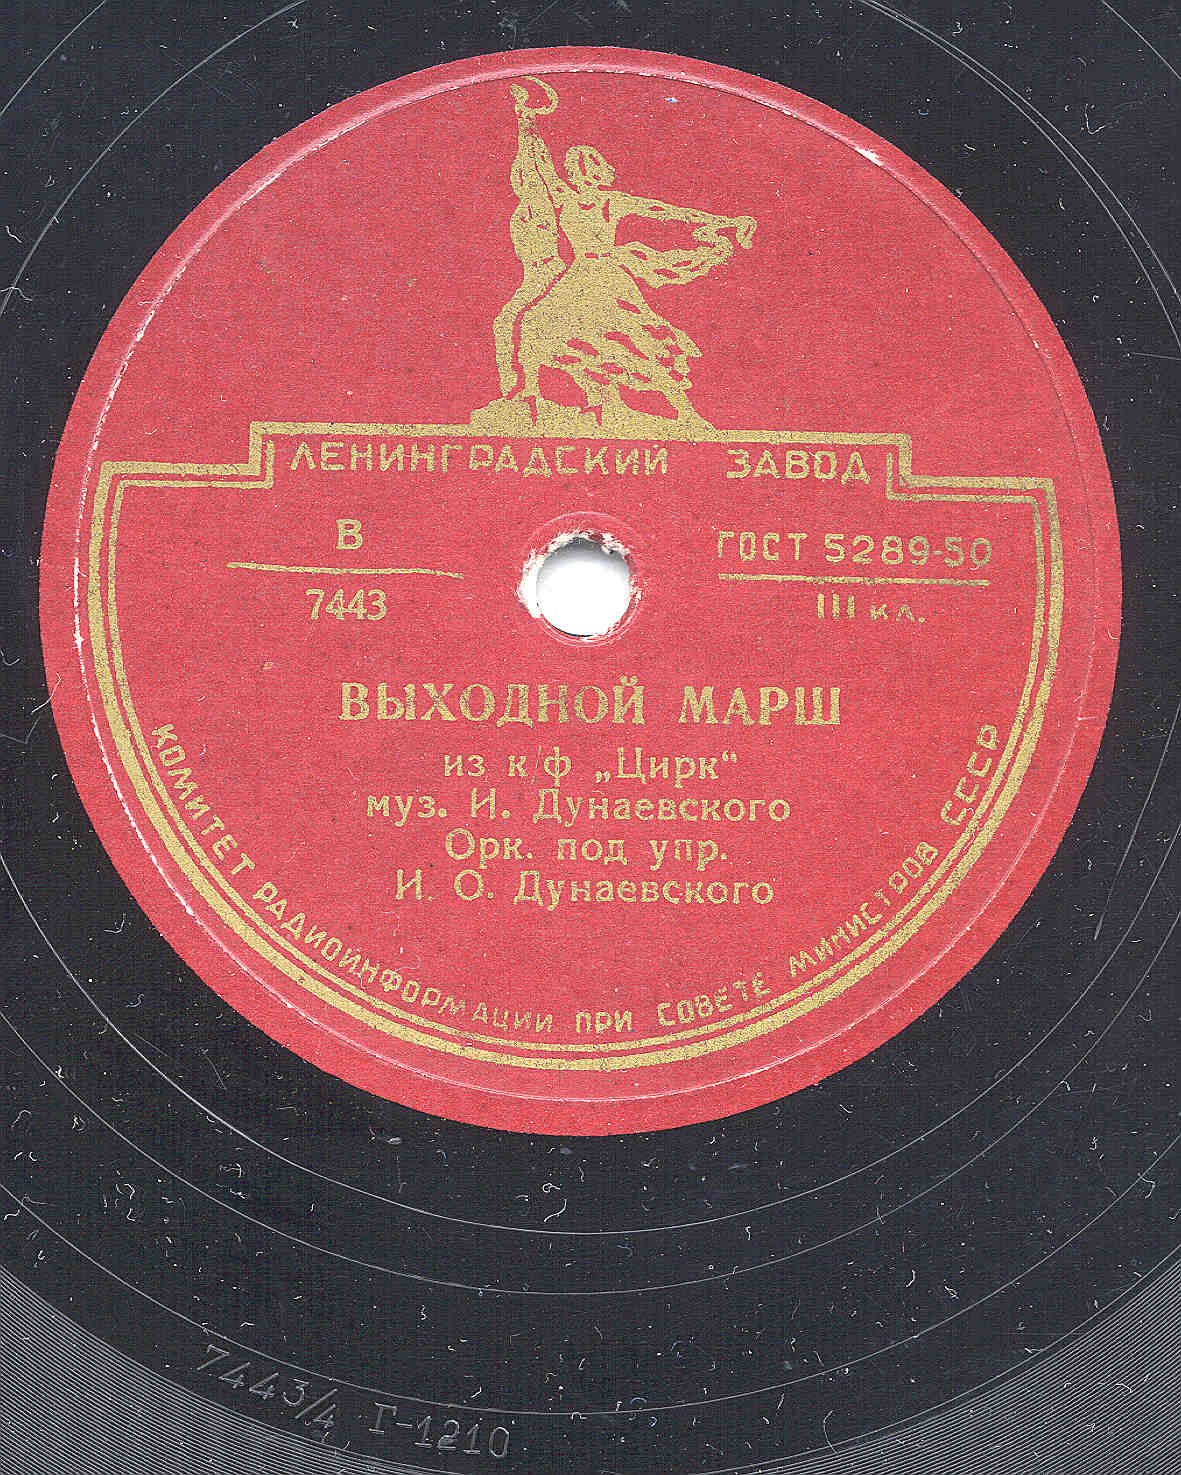 ЛЕНИНГРАДСКИЙ ЗАВОД
В
7443
ГОСТ 5289-50
III кл.
ВЫХОДНОЙ МАРШ
из к/ф „Цирк“
муз. И. Дунаевского
Орк. под упр.
И. О. Дунаевского
КОМИТЕТ РАДИОИНФОРМАЦИИ ПРИ СОВЕТЕ МИНИСТРОВ СССР
7443/4 Г-1210